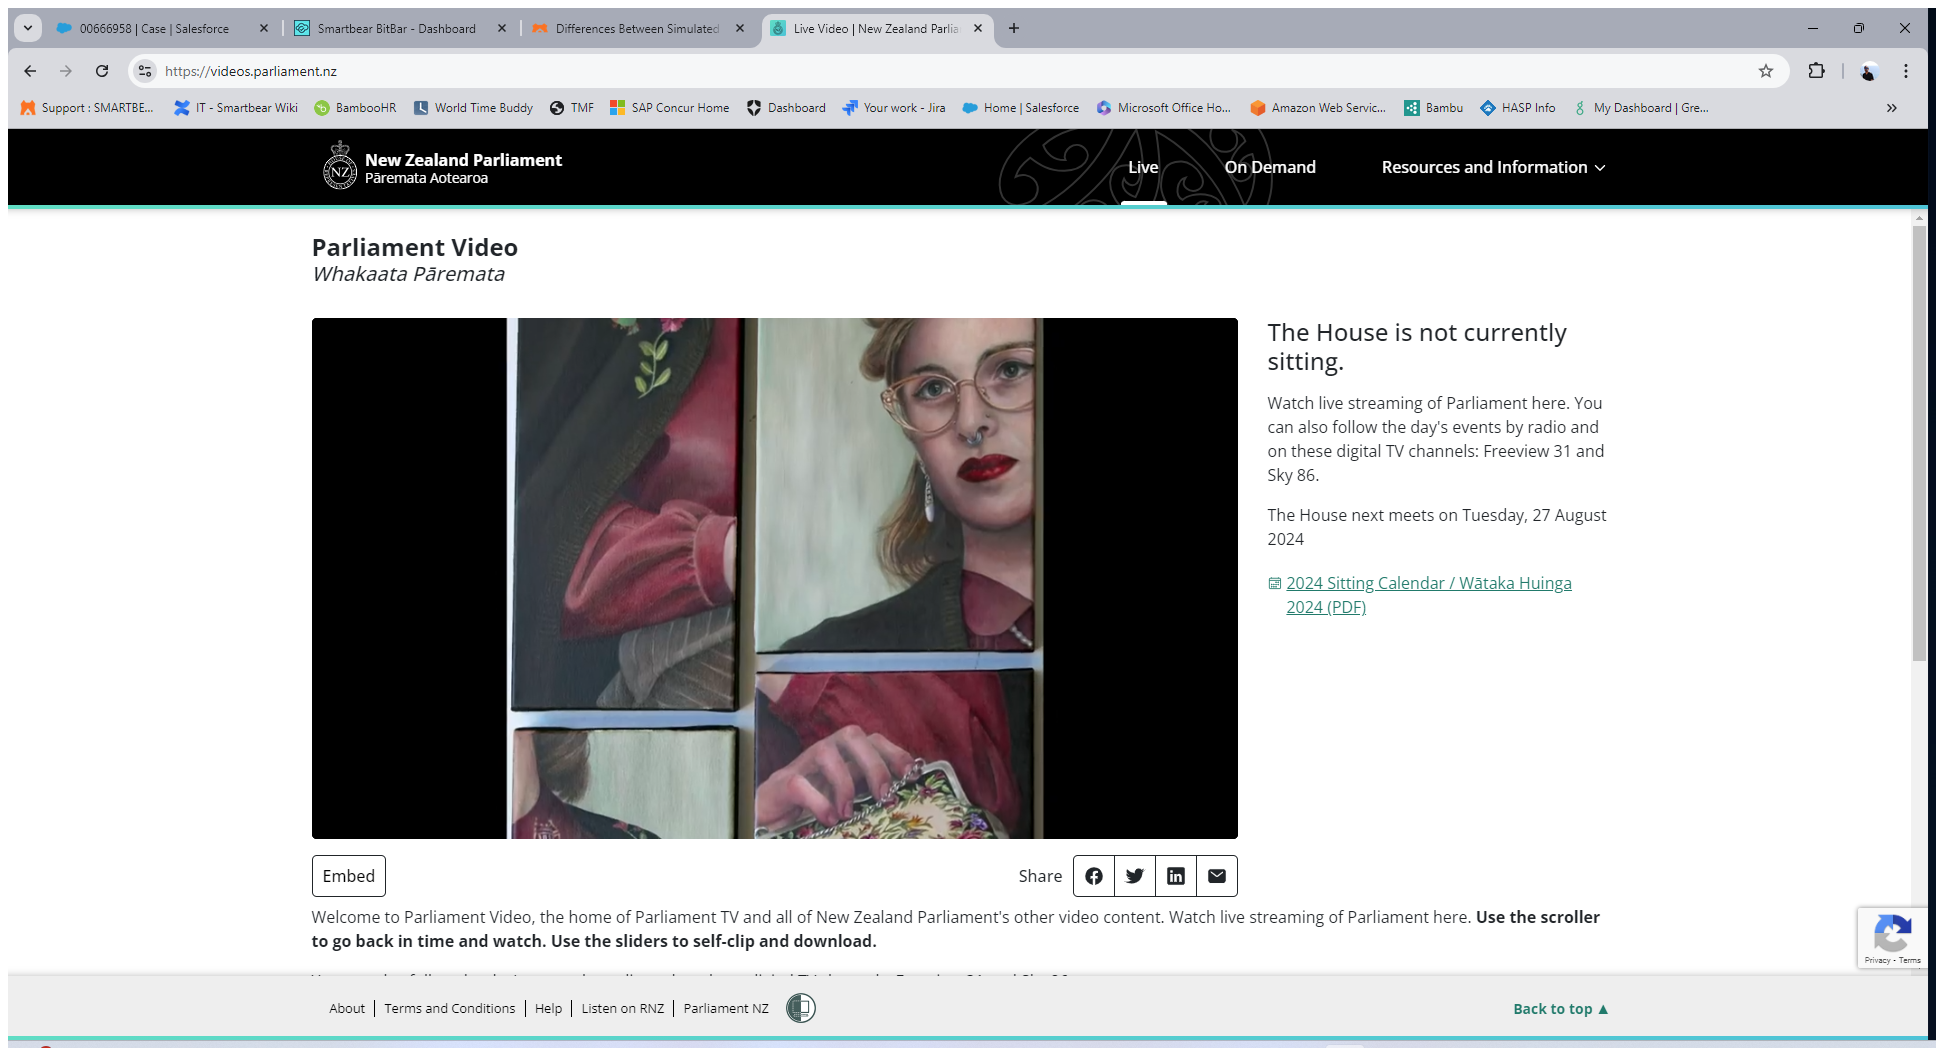 00666958 | Case | Salesforce
Smartbear BitBar - Dashboard
Differences Between Simulated
Live Video | New Zealand Parlia
https://videos.parliament.nz
Support : SMARTBE...
IT - Smartbear Wiki
BambooHR
World Time Buddy
TMF
SAP Concur Home
Dashboard
Your work - Jira
Home | Salesforce
Microsoft Office Ho...
Amazon Web Servic...
Bambu
HASP Info
My Dashboard | Gre...
NZ
New Zealand Parliament
Pāremata Aotearoa
Live
On Demand
Resources and Information
Parliament Video
Whakaata Pāremata
The House is not currently
sitting.
Watch live streaming of Parliament here. You
can also follow the day's events by radio and
on these digital TV channels: Freeview 31 and
Sky 86.
The House next meets on Tuesday, 27 August
2024
2024 Sitting Calendar / Wātaka Huinga
2024 (PDF)
Embed
Share
Welcome to Parliament Video, the home of Parliament TV and all of New Zealand Parliament's other video content. Watch live streaming of Parliament here. Use the scroller
to go back in time and watch. Use the sliders to self-clip and download.
Privacy - Terms
About
Terms and Conditions
Help
Listen on RNZ
Parliament NZ
Back to top ▲